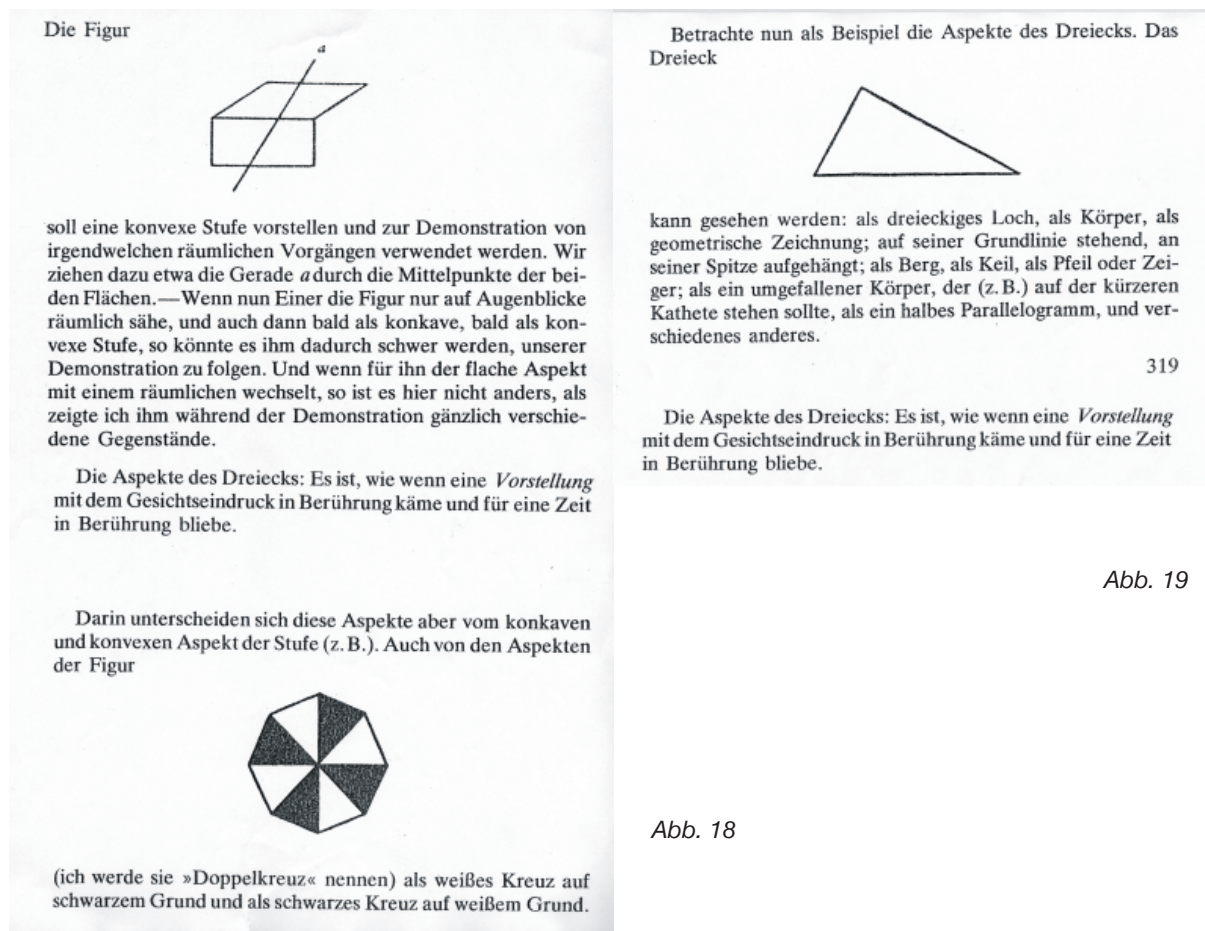 Die Figur
a
soll eine konvexe Stufe vorstellen und zur Demonstration von
irgendwelchen räumlichen Vorgängen verwendet werden. Wir
ziehen dazu etwa die Gerade a durch die Mittelpunkte der bei-
den Flächen.—Wenn nun Einer die Figur nur auf Augenblicke
räumlich sähe, und auch dann bald als konkave, bald als kon-
vexe Stufe, so könnte es ihm dadurch schwer werden, unserer
Demonstration zu folgen. Und wenn für ihn der flache Aspekt
mit einem räumlichen wechselt, so ist es hier nicht anders, als
zeigte ich ihm während der Demonstration gänzlich verschie-
dene Gegenstände.
Die Aspekte des Dreiecks: Es ist, wie wenn eine Vorstellung
mit dem Gesichtseindruck in Berührung käme und für eine Zeit
in Berührung bliebe.
Darin unterscheiden sich diese Aspekte aber vom konkaven
und konvexen Aspekt der Stufe (z. B.). Auch von den Aspekten
der Figur
(ich werde sie »Doppelkreuz« nennen) als weißes Kreuz auf
schwarzem Grund und als schwarzes Kreuz auf weißem Grund.
Betrachte nun als Beispiel die Aspekte des Dreiecks. Das
Dreieck
kann gesehen werden: als dreieckiges Loch, als Körper, als
geometrische Zeichnung; auf seiner Grundlinie stehend, an
seiner Spitze aufgehängt; als Berg, als Keil, als Pfeil oder Zei-
ger; als ein umgefallener Körper, der (z. B.) auf der kürzeren
Kathete stehen sollte, als ein halbes Parallelogramm, und ver-
schiedenes anderes.
319
Die Aspekte des Dreiecks: Es ist, wie wenn eine Vorstellung
mit dem Gesichtseindruck in Berührung käme und für eine Zeit
in Berührung bliebe.
Abb. 19
Abb. 18